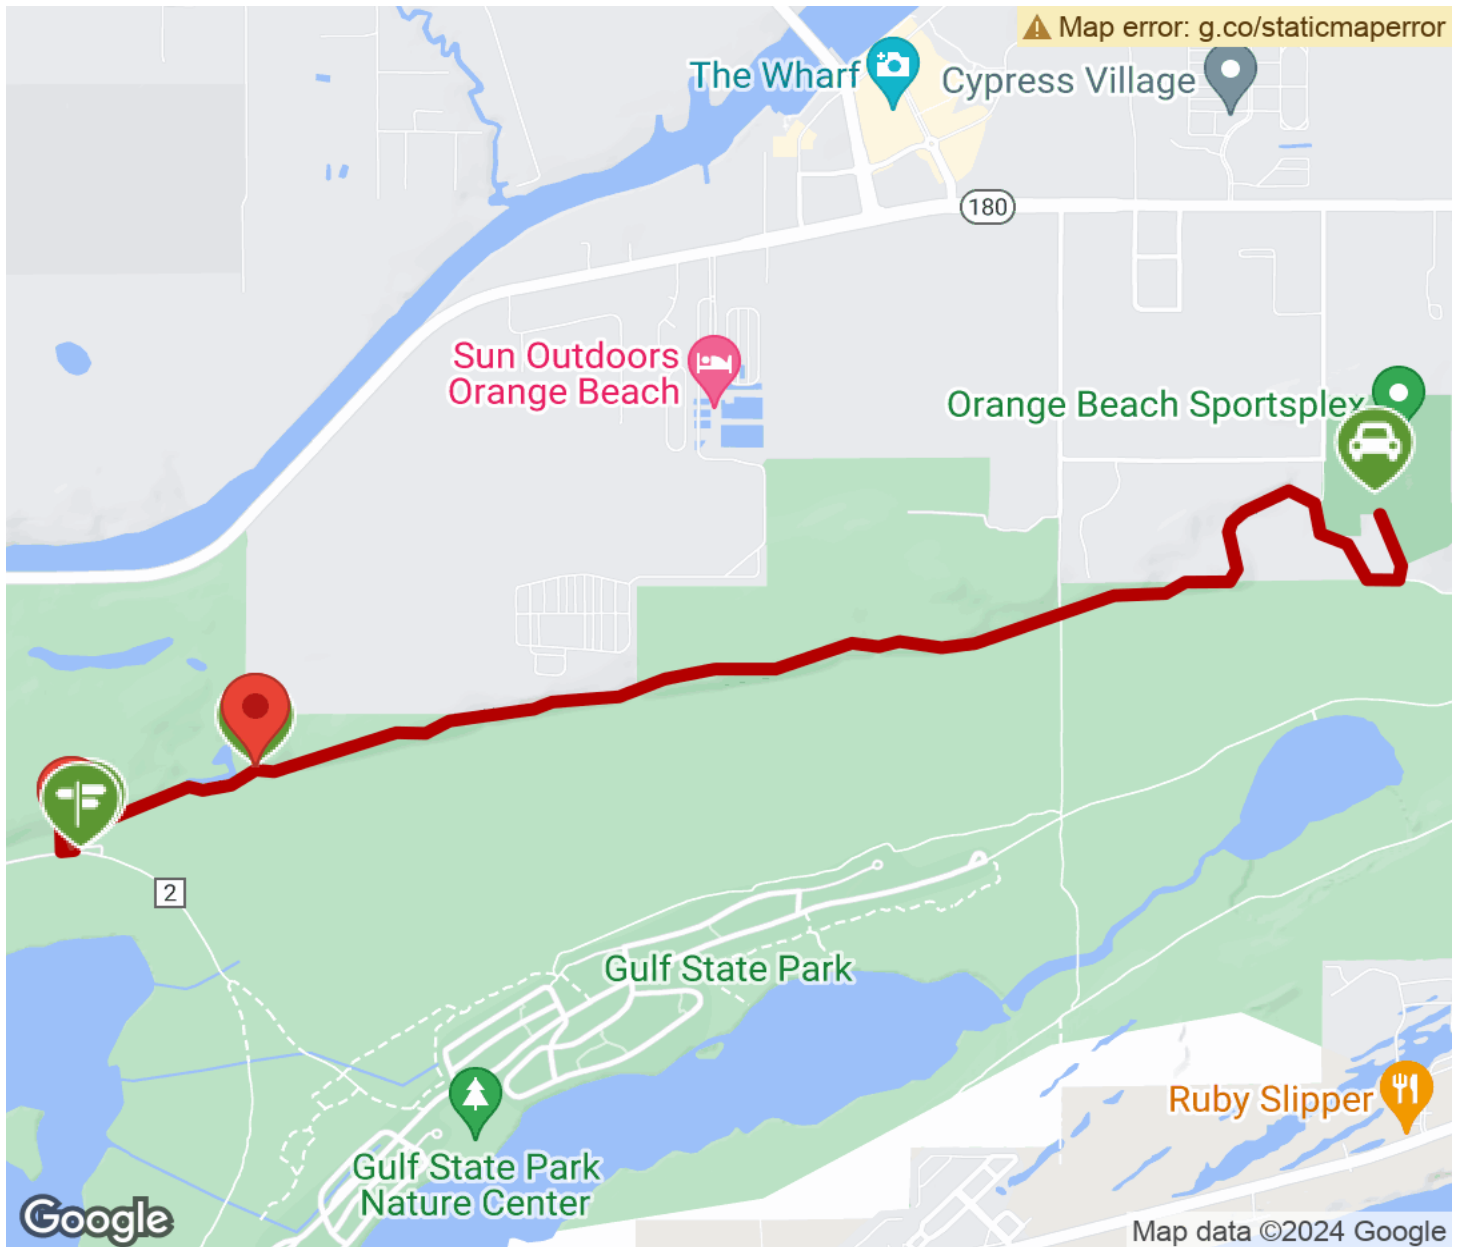 Map error: g.co/staticmaperror
The Wharf
Cypress Village
180
Sun Outdoors
Orange Beach
Orange Beach Sportsplex
2
Gulf State Park
Ruby Slipper
Gulf State Park
Nature Center
Google
Map data ©2024 Google